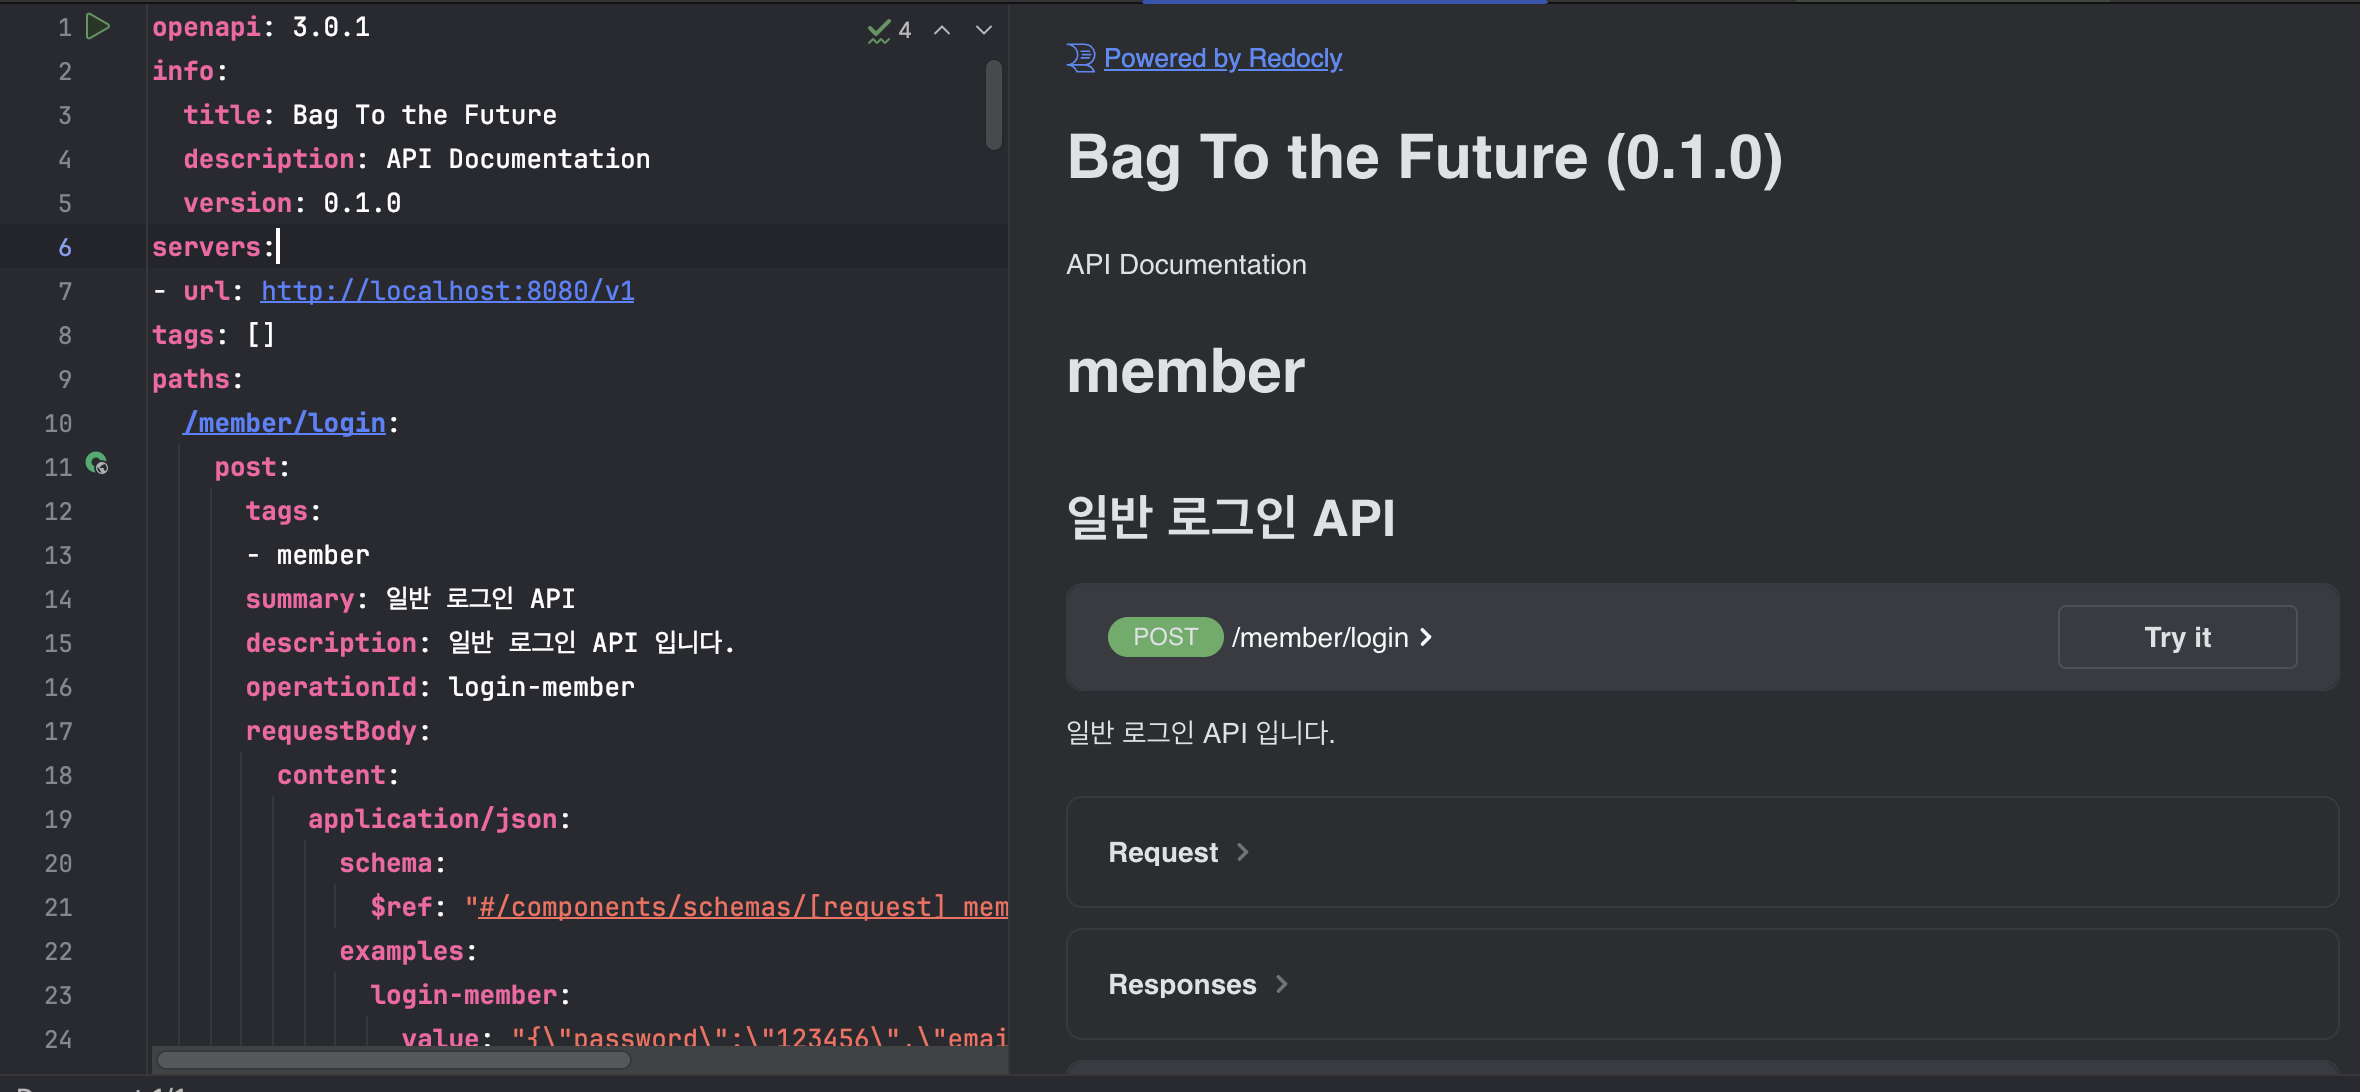 1 openapi: 3.0.1
2 info:
3 title: Bag To the Future
4 description: API Documentation
5 version: 0.1.0
6 servers:
7 - url: http://localhost:8080/v1
8 tags: []
9 paths:
10 /member/login:
11 post:
12 tags:
13 - member
14 summary: 일반 로그인 API
15 description: 일반 로그인 API 입니다.
16 operationId: login-member
17 requestBody:
18 content:
19 application/json:
20 schema:
21 $ref: "#/components/schemas/[request] mem
22 examples:
23 login-member:
24 value: "{\"password\":\"123456\",\"emai
4
Powered by Redocly
Bag To the Future (0.1.0)
API Documentation
member
일반 로그인 API
POST /member/login
Try it
일반 로그인 API 입니다.
Request
Responses